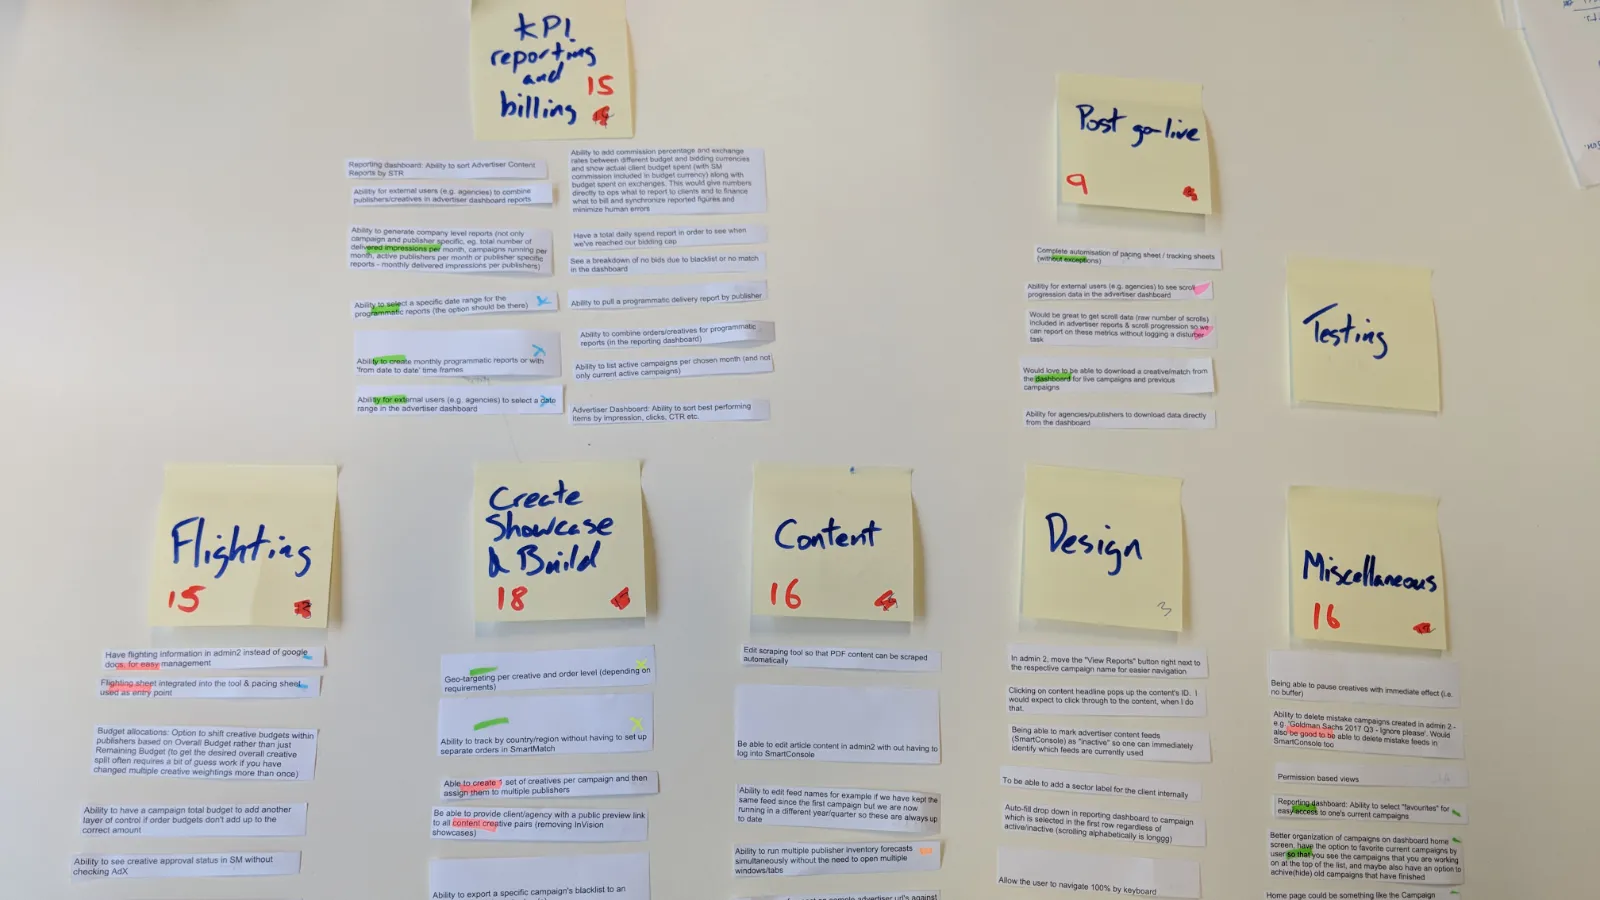 KPI
reporting
and
billing
15
Reporting dashboard: Ability to sort Advertiser Content
Reports by STR
Ability for external users (e.g. agencies) to combine
publishers/creatives in advertiser dashboard reports
Ability to generate company level reports (not only
campaign and publisher specific, eg. total number of
delivered impressions per month, campaigns running per
month, active publishers per month or publisher specific
reports - monthly delivered impressions per publishers)
Ability to select a specific date range for the
programmatic reports (the option should be there)
Ability to create monthly programmatic reports or with
'from date to date' time frames
Ability for external users (e.g. agencies) to select a date
range in the advertiser dashboard
Ability to add commission percentage and exchange
rates between different budget and bidding currencies
and show actual client budget spent (with SM
commission included in budget currency) along with
budget spent on exchanges. This would give numbers
directly to ops what to report to clients and to finance
what to bill and synchronize reported figures and
minimize human errors
Have a total daily spend report in order to see when
we've reached our bidding cap
See a breakdown of no bids due to blacklist or no match
in the dashboard
Ability to pull a programmatic delivery report by publisher
Ability to combine orders/creatives for programmatic
reports (in the reporting dashboard)
Ability to list active campaigns per chosen month (and not
only current active campaigns)
Advertiser Dashboard: Ability to sort best performing
items by impression, clicks, CTR etc.
Post go-live
9
Complete automisation of pacing sheet / tracking sheets
(without exceptions)
Ability for external users (e.g. agencies) to see scroll
progression data in the advertiser dashboard
Would be great to get scroll data (raw number of scrolls)
included in advertiser reports & scroll progression so we
can report on these metrics without logging a disturber
task
Would love to be able to download a creative/match from
the dashboard for live campaigns and previous
campaigns
Ability for agencies/publishers to download data directly
from the dashboard
Testing
Flighting
15
Have flighting information in admin2 instead of google
docs, for easy management
Flighting sheet integrated into the tool & pacing sheet
used as entry point
Budget allocations: Option to shift creative budgets within
publishers based on Overall Budget rather than just
Remaining Budget (to get the desired overall creative
split often requires a bit of guess work if you have
changed multiple creative weightings more than once)
Ability to have a campaign total budget to add another
layer of control if order budgets don't add up to the
correct amount
Ability to see creative approval status in SM without
checking AdX
Create
Showcase
& Build
18
Geo-targeting per creative and order level (depending on
requirements)
Ability to track by country/region without having to set up
separate orders in SmartMatch
Able to create 1 set of creatives per campaign and then
assign them to multiple publishers
Be able to provide client/agency with a public preview link
to all content creative pairs (removing InVision
showcases)
Ability to export a specific campaign's blacklist to an
Content
16
Edit scraping tool so that PDF content can be scraped
automatically
Be able to edit article content in admin2 with out having to
log into SmartConsole
Ability to edit feed names for example if we have kept the
same feed since the first campaign but we are now
running in a different year/quarter so these are always up
to date
Ability to run multiple publisher inventory forecasts
simultaneously without the need to open multiple
windows/tabs
Design
3
In admin 2, move the "View Reports" button right next to
the respective campaign name for easier navigation
Clicking on content headline pops up the content's ID. I
would expect to click through to the content, when I do
that.
Being able to mark advertiser content feeds
(SmartConsole) as "inactive" so one can immediately
identify which feeds are currently used
To be able to add a sector label for the client internally
Auto-fill drop down in reporting dashboard to campaign
which is selected in the first row regardless of
active/inactive (scrolling alphabetically is longgg)
Allow the user to navigate 100% by keyboard
Miscellaneous
16
Being able to pause creatives with immediate effect (i.e.
no buffer)
Ability to delete mistake campaigns created in admin 2 -
e.g. 'Goldman Sachs 2017 Q3 - Ignore please'. Would
also be good to be able to delete mistake feeds in
SmartConsole too
Permission based views
Reporting dashboard: Ability to select "favourites" for
easy access to one's current campaigns
Better organization of campaigns on dashboard home
screen, have the option to favorite current campaigns by
user so that you see the campaigns that you are working
on at the top of the list, and maybe also have an option to
achive(hide) old campaigns that have finished
Home page could be something like the Campaign